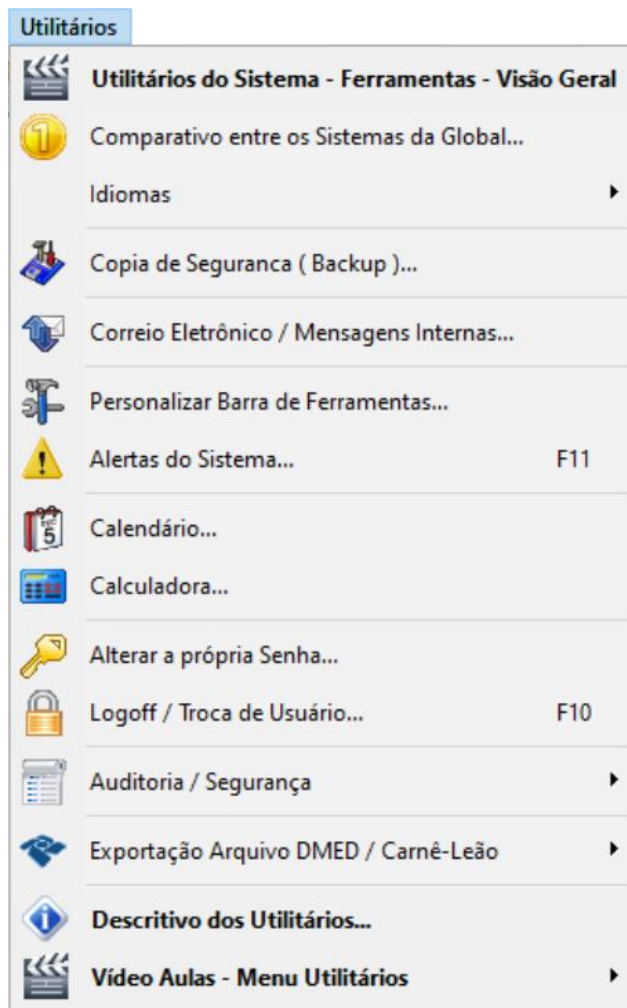 Utilitários
Utilitários do Sistema - Ferramentas - Visão Geral
1
Comparativo entre os Sistemas da Global...
Idiomas
Copia de Seguranca ( Backup )...
Correio Eletrônico / Mensagens Internas...
Personalizar Barra de Ferramentas...
Alertas do Sistema... F11
5
Calendário...
Calculadora...
Alterar a própria Senha...
Logoff / Troca de Usuário... F10
Auditoria / Segurança
Exportação Arquivo DMED / Carnê-Leão
Descritivo dos Utilitários...
Vídeo Aulas - Menu Utilitários